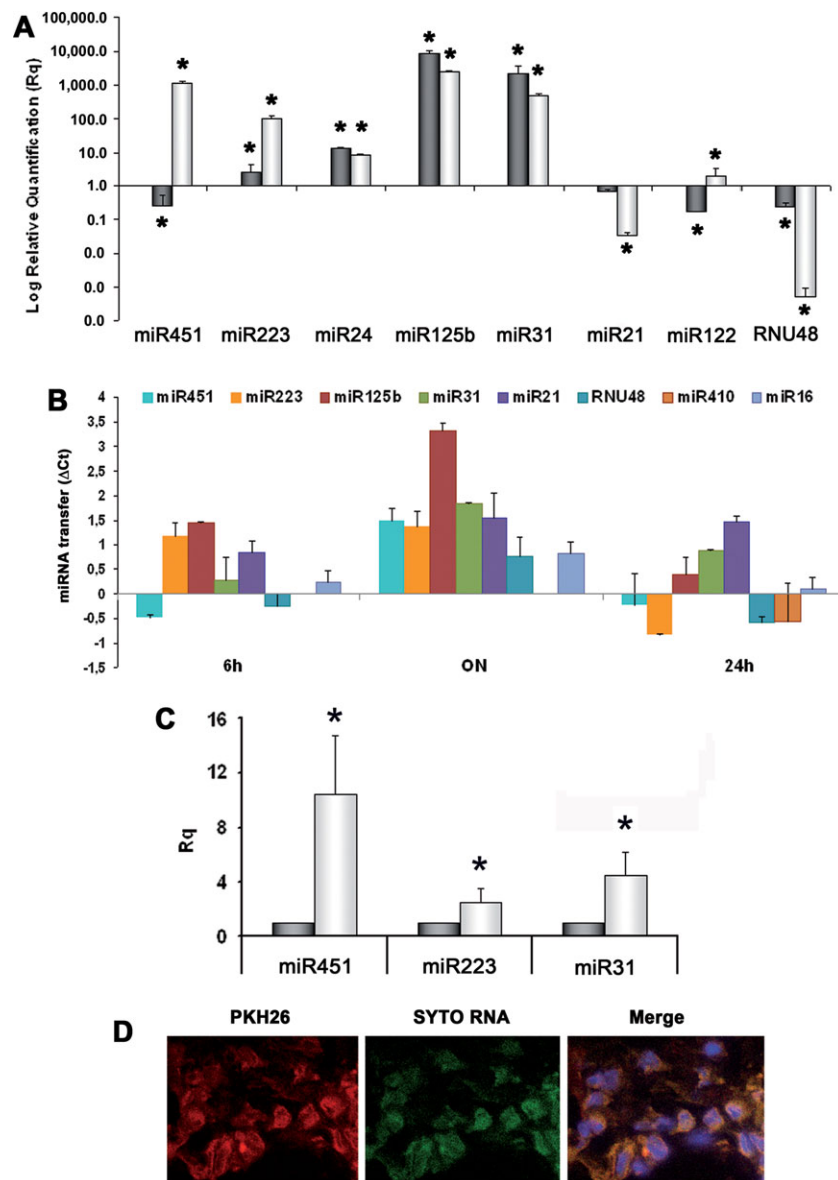 A
Log Relative Quantification (Rq)
100,000.0
10,000.0
1,000.0
100.0
10.0
1.0
0.1
0.0
0.0
0.0
* * * * * * * * * * * * * *
miR451 miR223 miR24 miR125b miR31 miR21 miR122 RNU48
B
miRNA transfer (ΔCt)
miR451 miR223 miR125b miR31 miR21 RNU48 miR410 miR16
4
3,5
3
2,5
2
1,5
1
0,5
0
-0,5
-1
-1,5
6h ON 24h
C
Rq
16
12
8
4
0
* * *
miR451 miR223 miR31
D
PKH26 SYTO RNA Merge